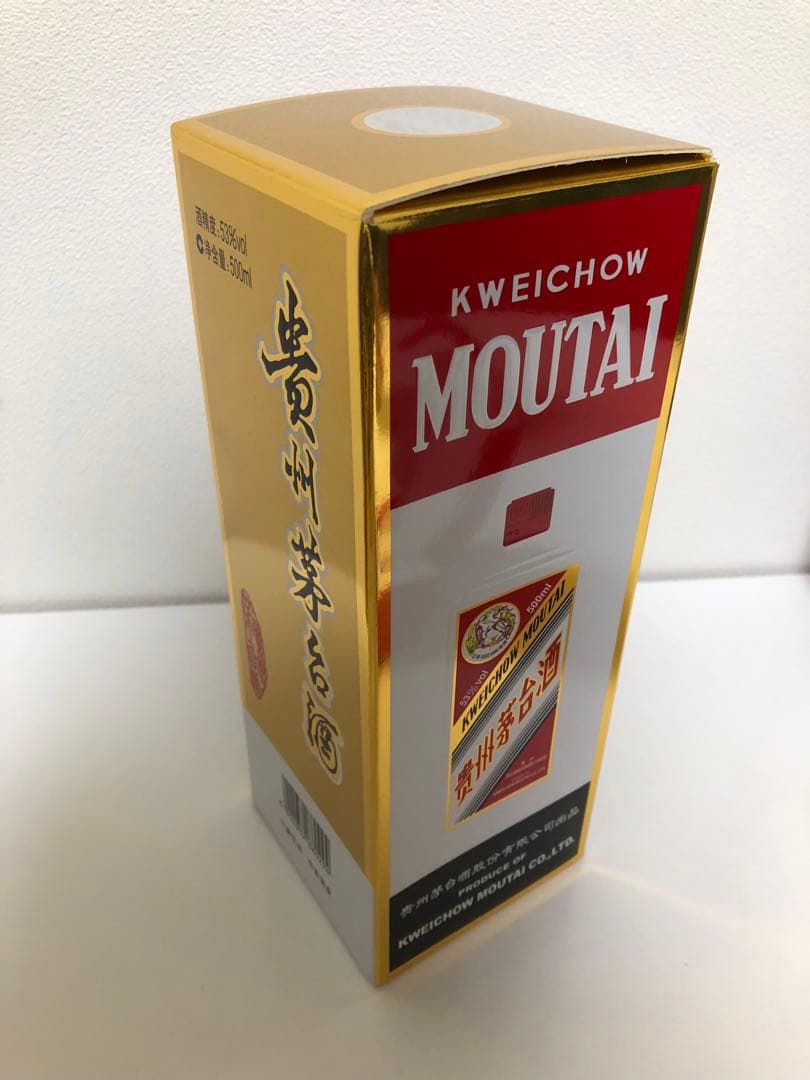 酒精度:53%vol
C净含量:500ml
贵州茅台酒
KWEICHOW
MOUTAI
500ml
53%vol
KWEICHOW MOUTAI
贵州茅台酒
贵州茅台酒股份有限公司出品
PRODUCE OF
KWEICHOW MOUTAI CO.,LTD.